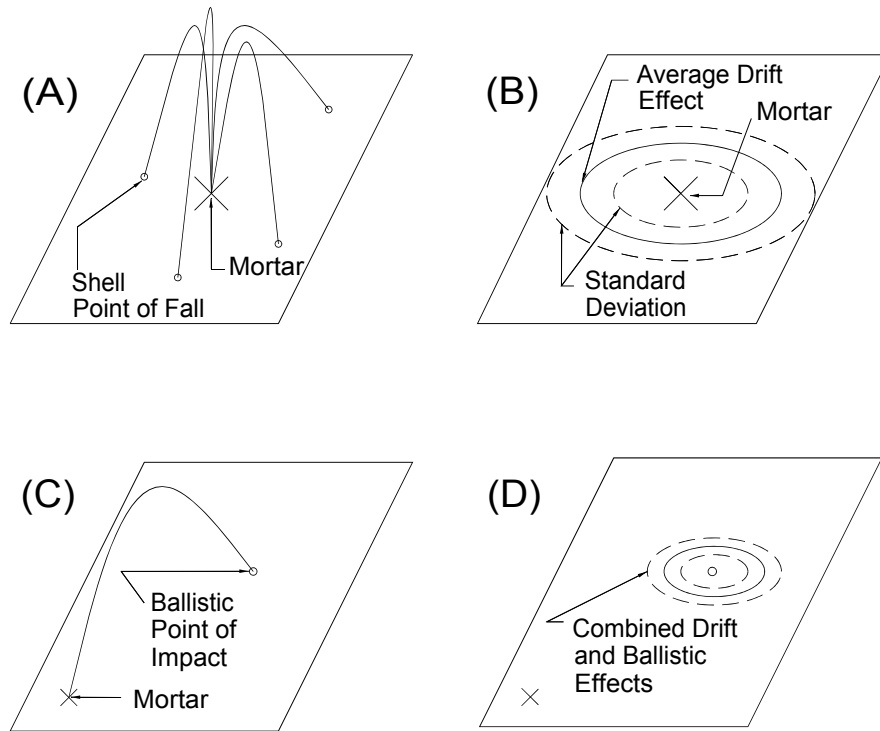 (A)
Shell
Point of Fall
Mortar
(B)
Average Drift
Effect
Mortar
Standard
Deviation
(C)
Ballistic
Point of
Impact
Mortar
(D)
Combined Drift
and Ballistic
Effects